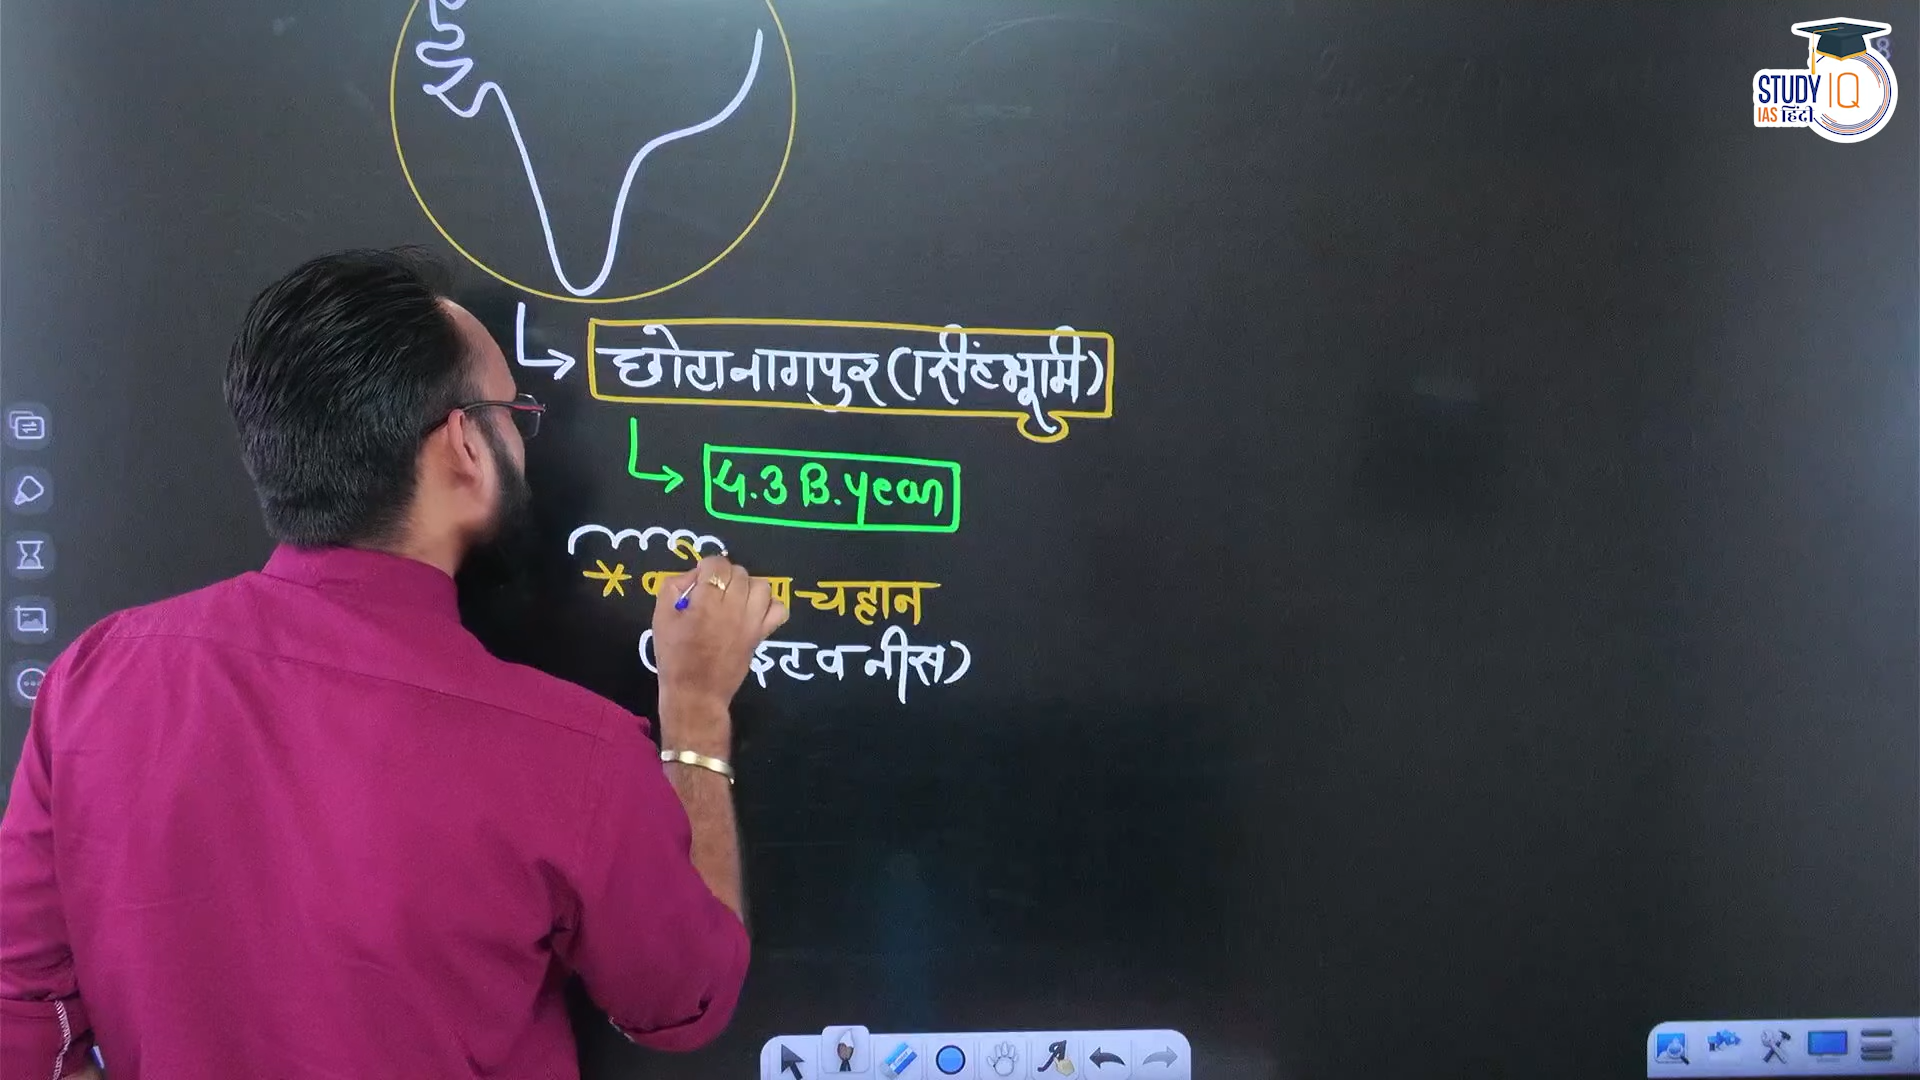 STUDY IQ
IAS हिंदी
छोटानागपुर (सिंहभूमि)
4.3 B.year
चट्टान
व नीस)